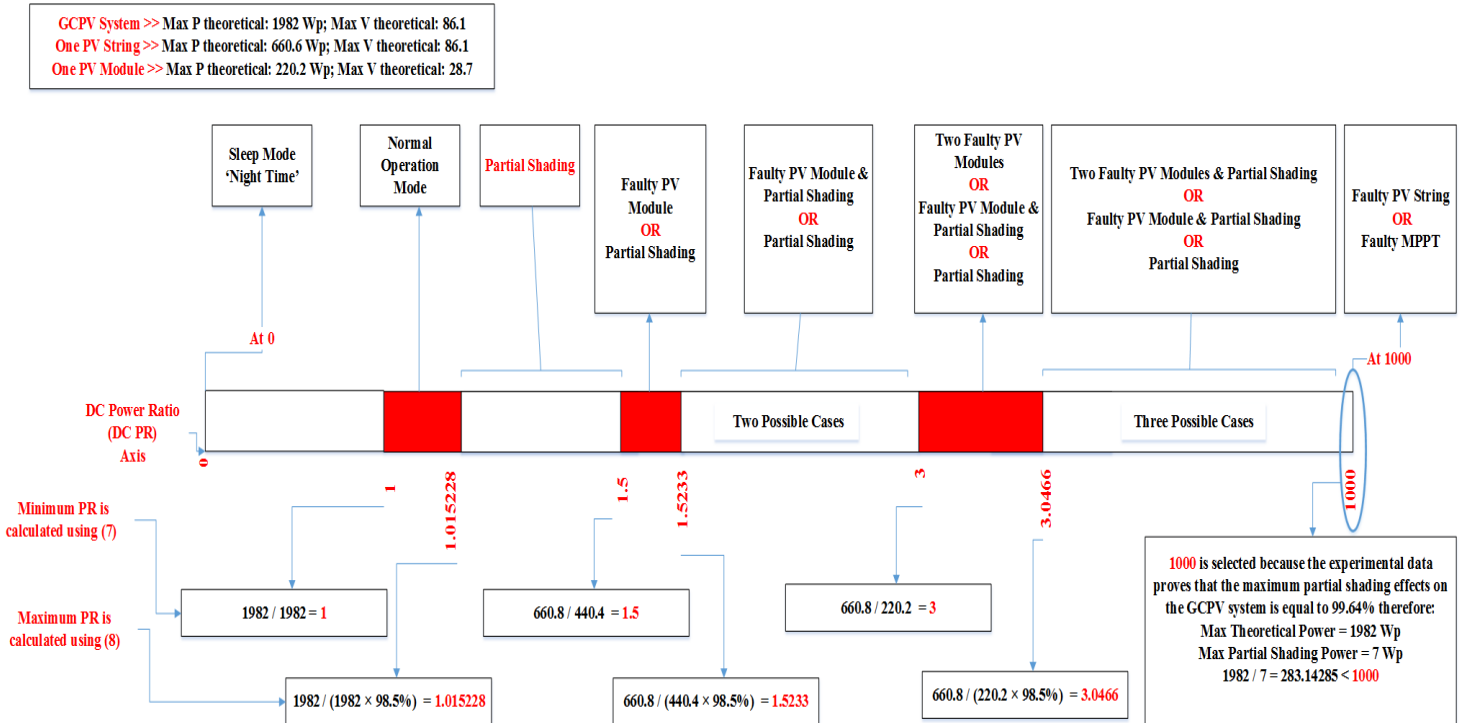 GCPV System >> Max P theoretical: 1982 Wp; Max V theoretical: 86.1
One PV String >> Max P theoretical: 660.6 Wp; Max V theoretical: 86.1
One PV Module >> Max P theoretical: 220.2 Wp; Max V theoretical: 28.7
Sleep Mode
‘Night Time’
Normal
Operation
Mode
Partial Shading
Faulty PV
Module
OR
Partial Shading
Faulty PV Module &
Partial Shading
OR
Partial Shading
Two Faulty PV
Modules
OR
Faulty PV Module &
Partial Shading
OR
Partial Shading
Two Faulty PV Modules & Partial Shading
OR
Faulty PV Module & Partial Shading
OR
Partial Shading
Faulty PV String
OR
Faulty MPPT
At 0
At 1000
DC Power Ratio
(DC PR)
Axis
Two Possible Cases
Three Possible Cases
0
1
1.015228
1.5
1.5233
3
3.0466
1000
Minimum PR is
calculated using (7)
Maximum PR is
calculated using (8)
1982 / 1982 = 1
660.8 / 440.4 = 1.5
660.8 / 220.2 = 3
1982 / (1982 × 98.5%) = 1.015228
660.8 / (440.4 × 98.5%) = 1.5233
660.8 / (220.2 × 98.5%) = 3.0466
1000 is selected because the experimental data
proves that the maximum partial shading effects on
the GCPV system is equal to 99.64% therefore:
Max Theoretical Power = 1982 Wp
Max Partial Shading Power = 7 Wp
1982 / 7 = 283.14285 < 1000